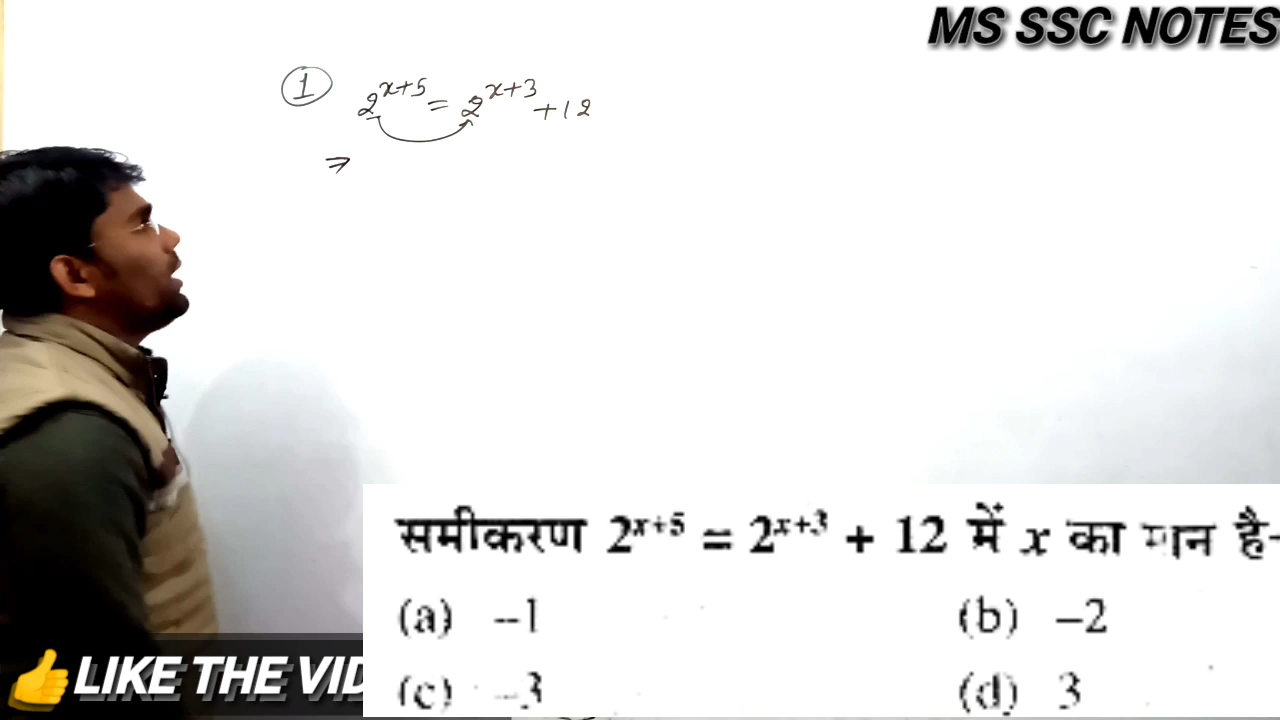 MS SSC NOTES
① 2^{x+5} = 2^{x+3} + 12
⇒
समीकरण 2^{x+5} = 2^{x+3} + 12 में x का मान है-
(a) –1 (b) –2
(c) –3 (d) 3
👍 LIKE THE VID